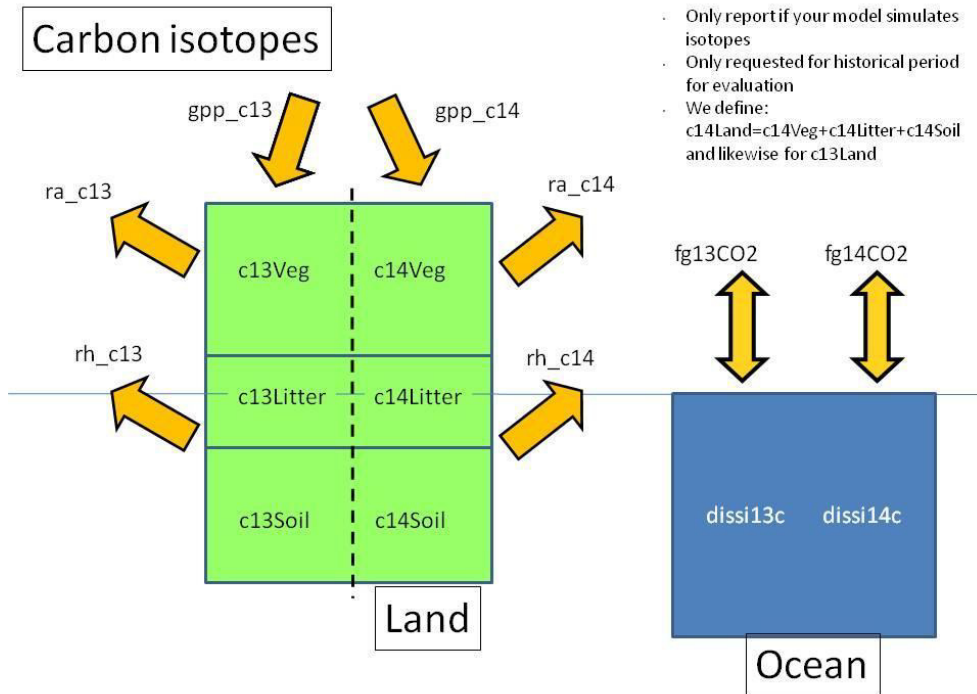 Carbon isotopes
· Only report if your model simulates
isotopes
· Only requested for historical period
for evaluation
· We define:
c14Land=c14Veg+c14Litter+c14Soil
and likewise for c13Land
gpp_c13
gpp_c14
ra_c13
ra_c14
c13Veg
c14Veg
fg13CO2
fg14CO2
rh_c13
rh_c14
c13Litter
c14Litter
c13Soil
c14Soil
dissi13c
dissi14c
Land
Ocean